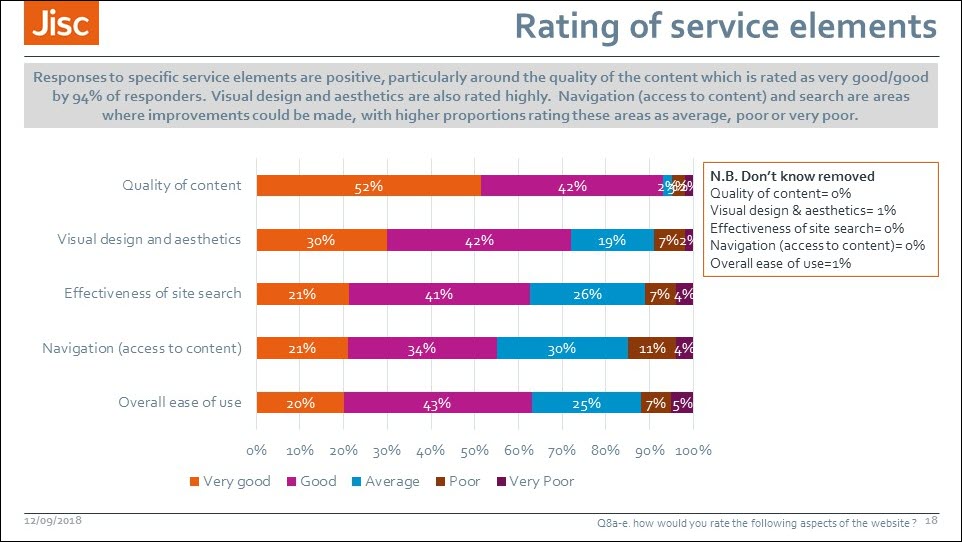 Jisc
Rating of service elements
Responses to specific service elements are positive, particularly around the quality of the content which is rated as very good/good
by 94% of responders. Visual design and aesthetics are also rated highly. Navigation (access to content) and search are areas
where improvements could be made, with higher proportions rating these areas as average, poor or very poor.
Quality of content 52% 42% 2% 3% 2%
Visual design and aesthetics 30% 42% 19% 7% 2%
Effectiveness of site search 21% 41% 26% 7% 4%
Navigation (access to content) 21% 34% 30% 11% 4%
Overall ease of use 20% 43% 25% 7% 5%
0% 10% 20% 30% 40% 50% 60% 70% 80% 90% 100%
Very good Good Average Poor Very Poor
N.B. Don't know removed
Quality of content= 0%
Visual design & aesthetics= 1%
Effectiveness of site search= 0%
Navigation (access to content)= 0%
Overall ease of use=1%
12/09/2018
Q8a-e. how would you rate the following aspects of the website ?
18